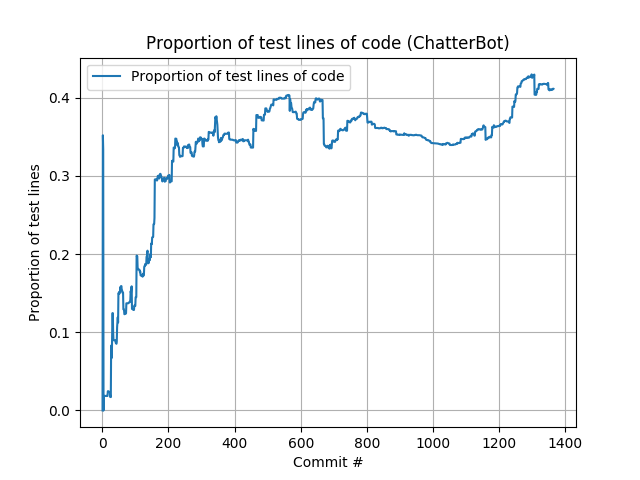 Proportion of test lines of code (ChatterBot)
Proportion of test lines of code
Proportion of test lines
0.4
0.3
0.2
0.1
0.0
0 200 400 600 800 1000 1200 1400
Commit #